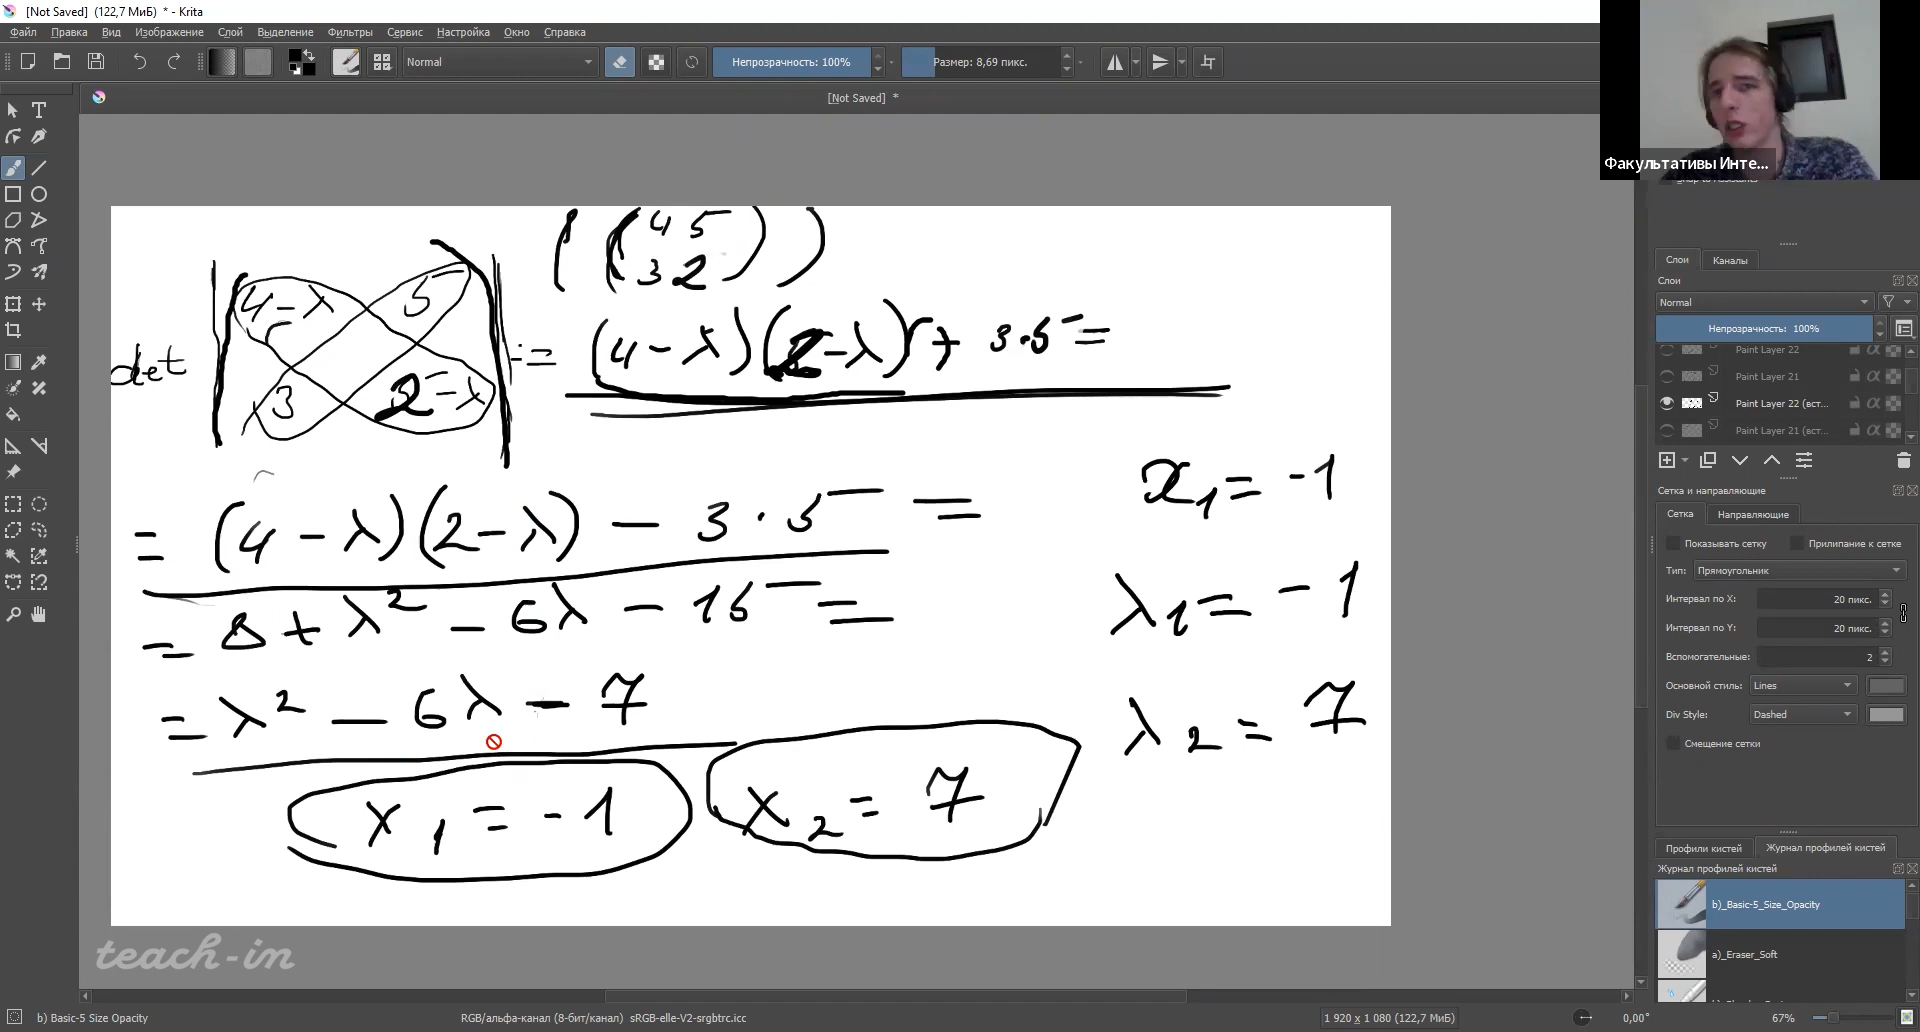 [Not Saved] (122,7 МиБ) * - Krita
Файл Правка Вид Изображение Слой Выделение Фильтры Сервис Настройка Окно Справка
Normal Непрозрачность: 100% Размер: 8,69 пикс.
[Not Saved] *
Факультативы Инте...
4 5
3 2
det
4 - λ 5
3 2 - λ
= (4 - λ)(2 - λ) + 3 · 5 =
= (4 - λ)(2 - λ) - 3 · 5 =
= 8 + λ² - 6λ - 15 =
= λ² - 6λ - 7
x₁ = -1 x₂ = 7
x₁ = -1
λ₁ = -1
λ₂ = 7
teach-in
Слои Каналы
Слои
Normal
Непрозрачность: 100%
Paint Layer 22
Paint Layer 21
Paint Layer 22 (вст...
Paint Layer 21 (вст...
Сетка и направляющие
Сетка Направляющие
Показывать сетку Прилипание к сетке
Тип: Прямоугольник
Интервал по X: 20 пикс.
Интервал по Y: 20 пикс.
Вспомогательные: 2
Основной стиль: Lines
Div Style: Dashed
Смещение сетки
Профили кистей Журнал профилей кистей
Журнал профилей кистей
b)_Basic-5_Size_Opacity
a)_Eraser_Soft
b) Basic-5 Size Opacity RGB/альфа-канал (8-бит/канал) sRGB-elle-V2-srgbtrc.icc 1 920 x 1 080 (122,7 МиБ) 0,00° 67%